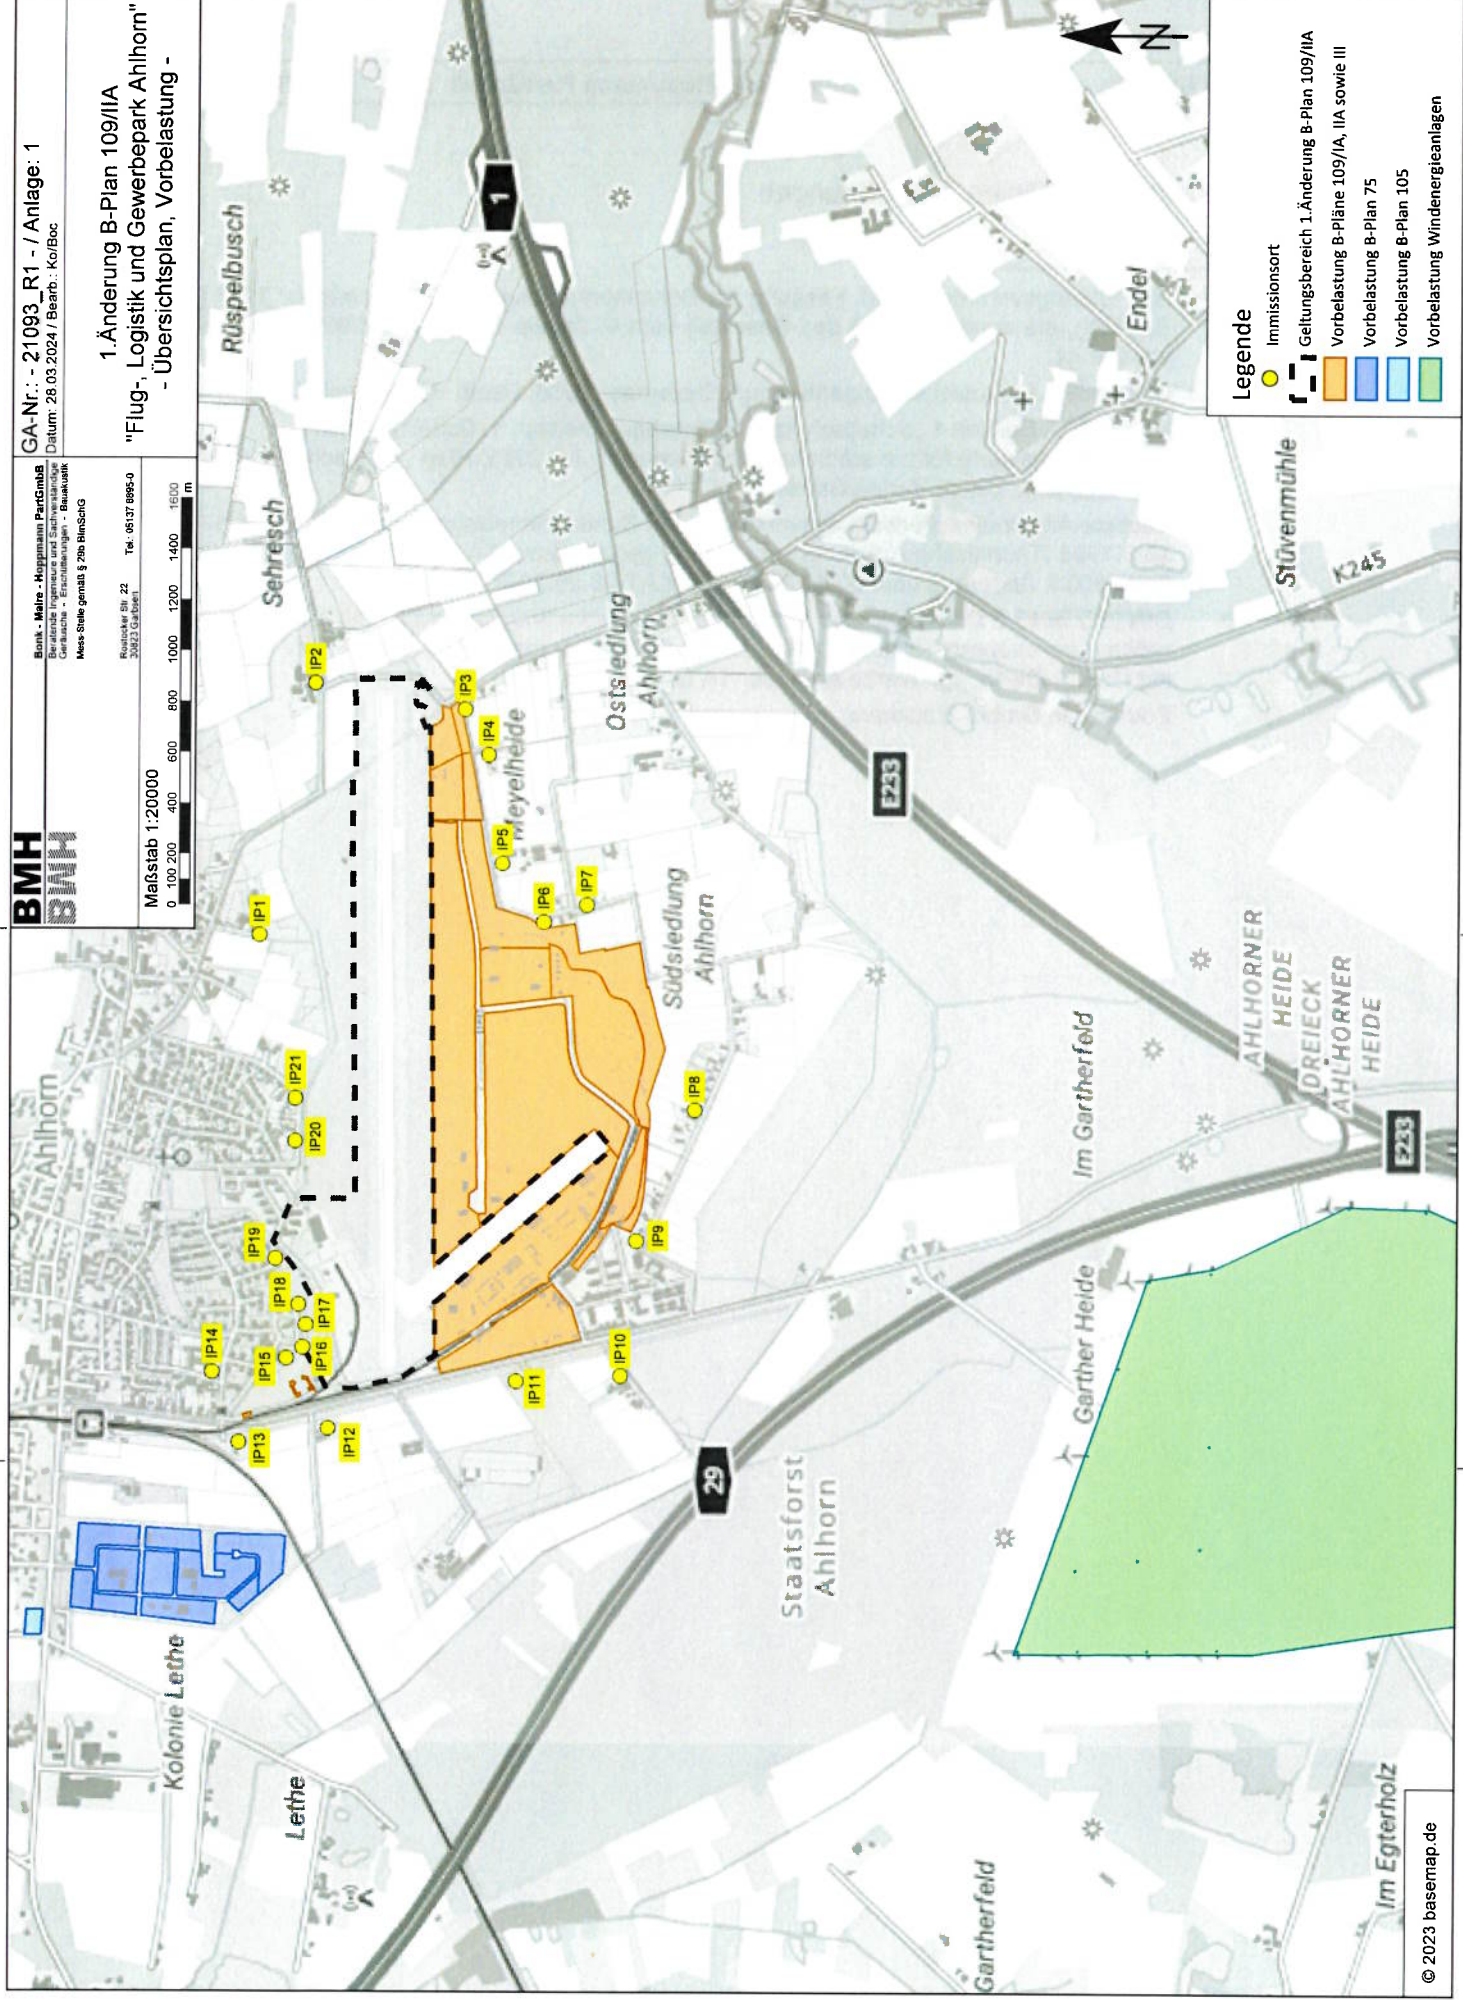 BMH
Bonk - Maire - Hoppmann PartGmbB
Beratende Ingenieure und Sachverständige
Geräusche - Erschütterungen - Bauakustik
Mess-Stelle gemäß § 29b BImSchG
Rostocker Str. 22
30823 Garbsen
Tel.: 05137 8895-0
GA-Nr.: - 21093_R1 - / Anlage: 1
Datum: 28.03.2024 / Bearb.: Ko/Boc
Maßstab 1:20000
0 100 200 400 600 800 1000 1200 1400 1600
m
1.Änderung B-Plan 109/IIA
"Flug-, Logistik und Gewerbepark Ahlhorn"
- Übersichtsplan, Vorbelastung -
Kolonie Lethe
Lethe
Ahlhorn
Sehresch
Rüspelbusch
IP1
IP2
IP3
IP4
IP5
IP6
IP7
IP8
IP9
IP10
IP11
IP12
IP13
IP14
IP15
IP16
IP17
IP18
IP19
IP20
IP21
Meyelheide
Ostsiedlung
Ahlhorn
Südsiedlung
Ahlhorn
1
29
E233
E233
Staatsforst
Ahlhorn
Im Gartherfeld
Garther Heide
Gartherfeld
Im Egterholz
AHLHORNER
HEIDE
DREIECK
AHLHORNER
HEIDE
Endel
Stüvenmühle
K245
N
Legende
Immissionsort
Geltungsbereich 1.Änderung B-Plan 109/IIA
Vorbelastung B-Pläne 109/IA, IIA sowie III
Vorbelastung B-Plan 75
Vorbelastung B-Plan 105
Vorbelastung Windenergieanlagen
© 2023 basemap.de